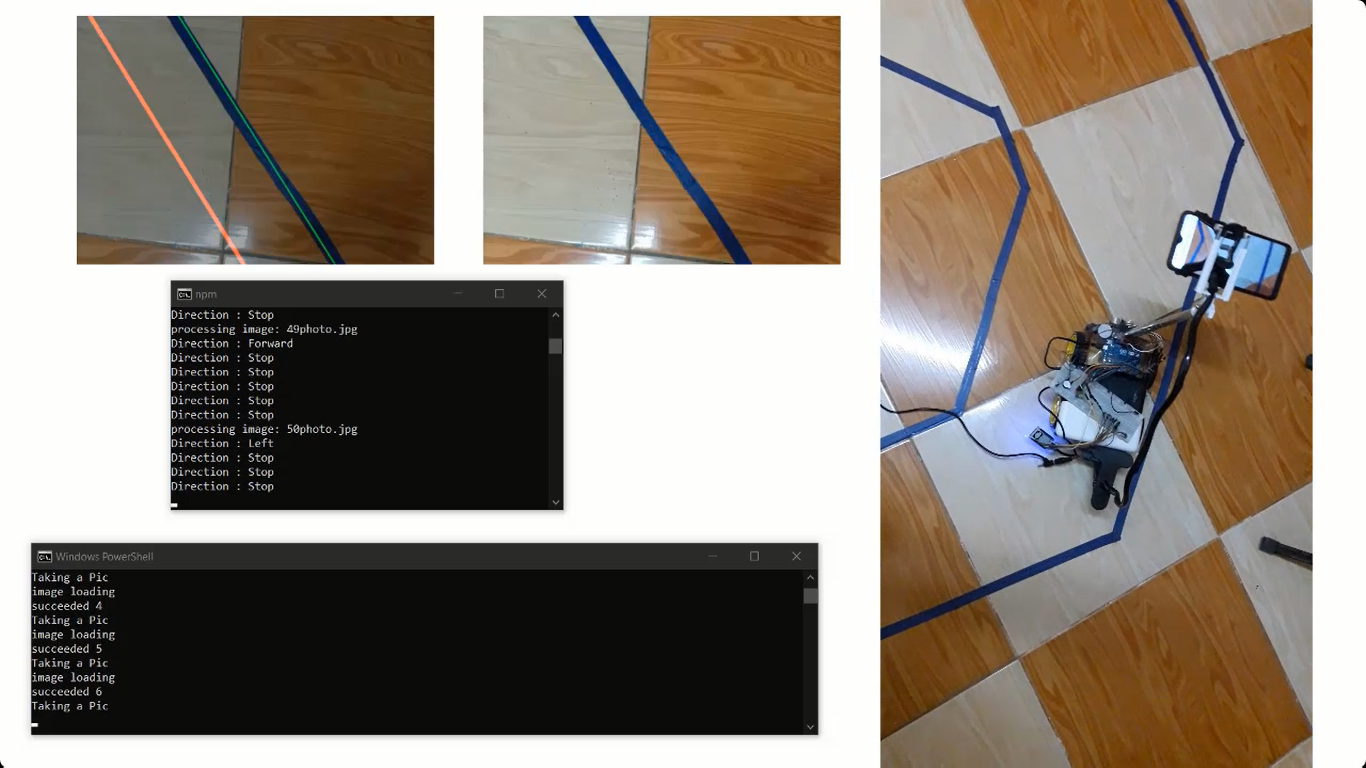 npm
Direction : Stop
processing image: 49photo.jpg
Direction : Forward
Direction : Stop
Direction : Stop
Direction : Stop
Direction : Stop
Direction : Stop
processing image: 50photo.jpg
Direction : Left
Direction : Stop
Direction : Stop
Direction : Stop
Windows PowerShell
Taking a Pic
image loading
succeeded 4
Taking a Pic
image loading
succeeded 5
Taking a Pic
image loading
succeeded 6
Taking a Pic